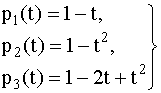 p₁(t) = 1 – t,
p₂(t) = 1 – t²,
p₃(t) = 1 – 2t + t²